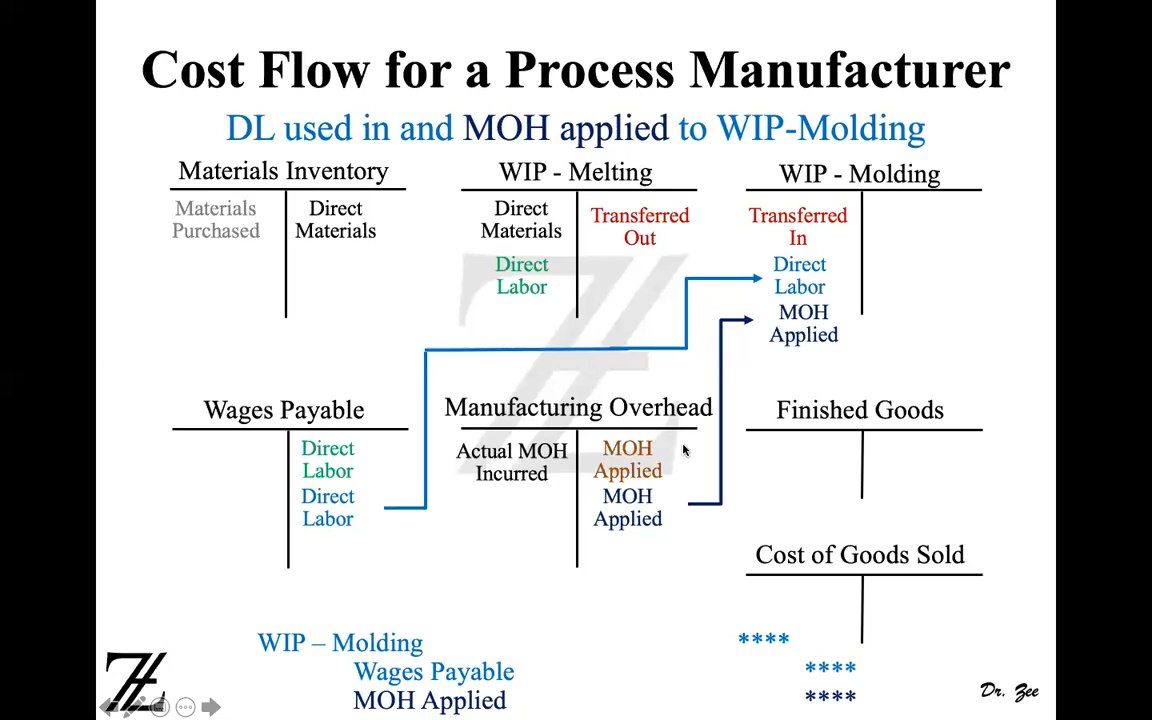 Cost Flow for a Process Manufacturer
DL used in and MOH applied to WIP-Molding
Materials Inventory
Materials
Purchased
Direct
Materials
WIP - Melting
Direct
Materials
Direct
Labor
Transferred
Out
WIP - Molding
Transferred
In
Direct
Labor
MOH
Applied
Wages Payable
Direct
Labor
Direct
Labor
Manufacturing Overhead
Actual MOH
Incurred
MOH
Applied
MOH
Applied
Finished Goods
Cost of Goods Sold
WIP – Molding ****
Wages Payable ****
MOH Applied ****
Dr. Zee